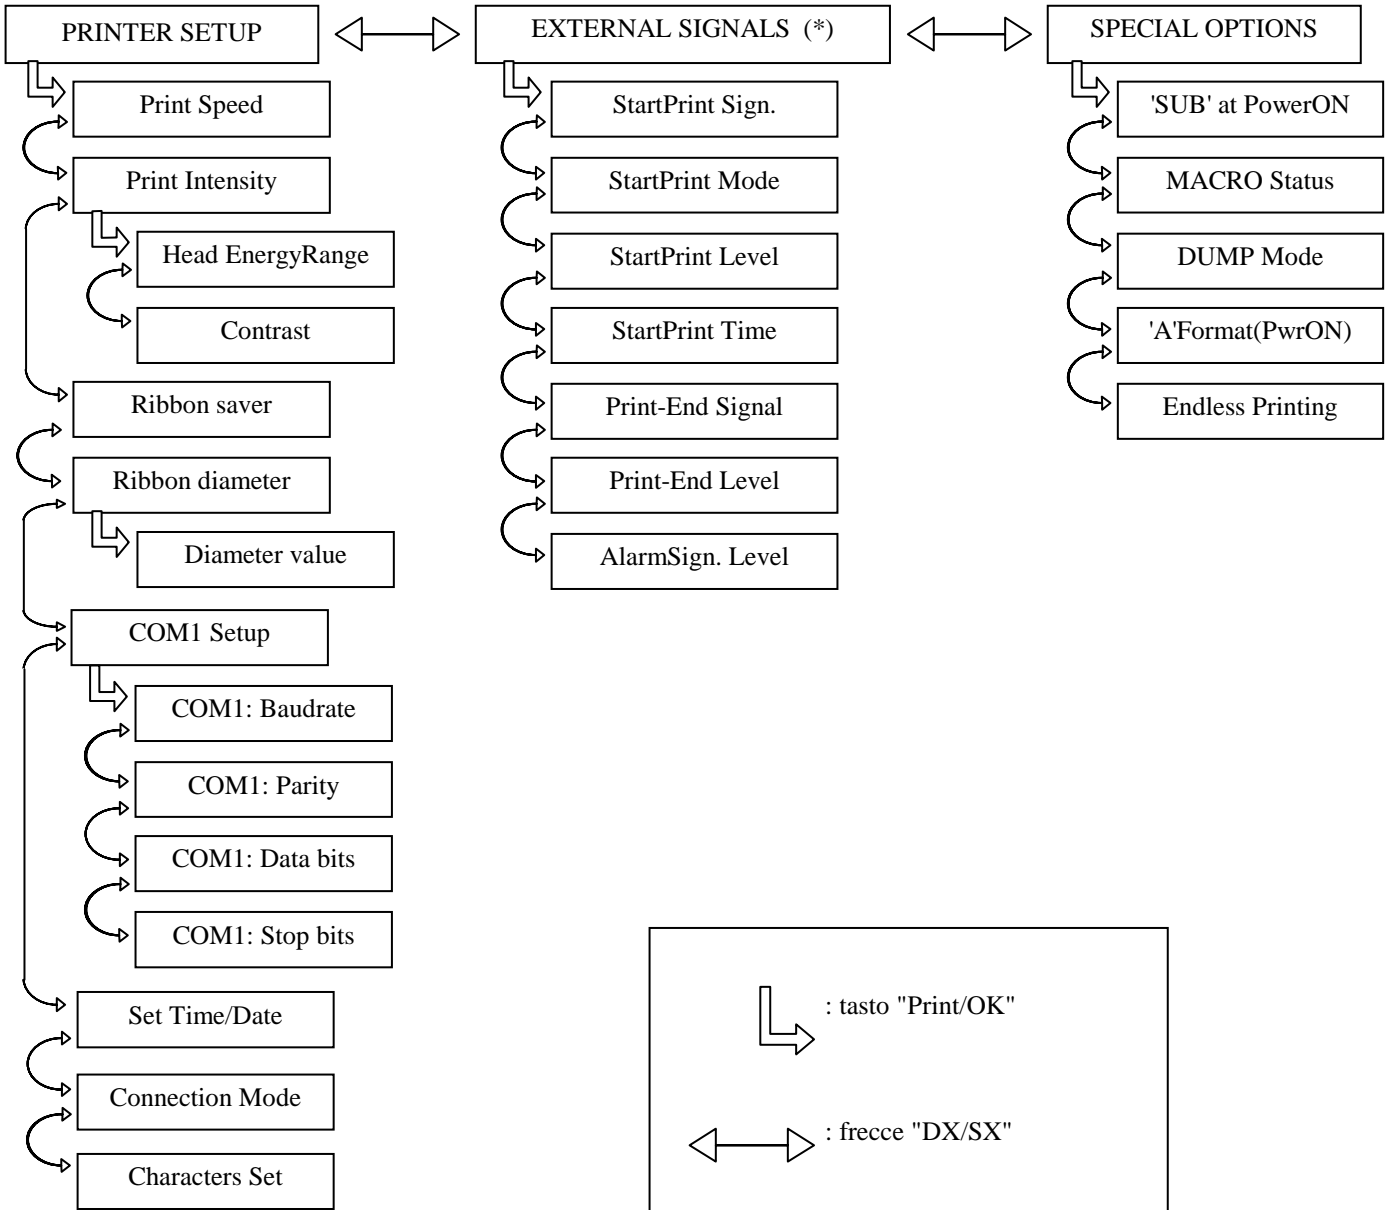 PRINTER SETUP
EXTERNAL SIGNALS (*)
SPECIAL OPTIONS
Print Speed
Print Intensity
Head EnergyRange
Contrast
Ribbon saver
Ribbon diameter
Diameter value
COM1 Setup
COM1: Baudrate
COM1: Parity
COM1: Data bits
COM1: Stop bits
Set Time/Date
Connection Mode
Characters Set
StartPrint Sign.
StartPrint Mode
StartPrint Level
StartPrint Time
Print-End Signal
Print-End Level
AlarmSign. Level
'SUB' at PowerON
MACRO Status
DUMP Mode
'A'Format(PwrON)
Endless Printing
: tasto "Print/OK"
: frecce "DX/SX"